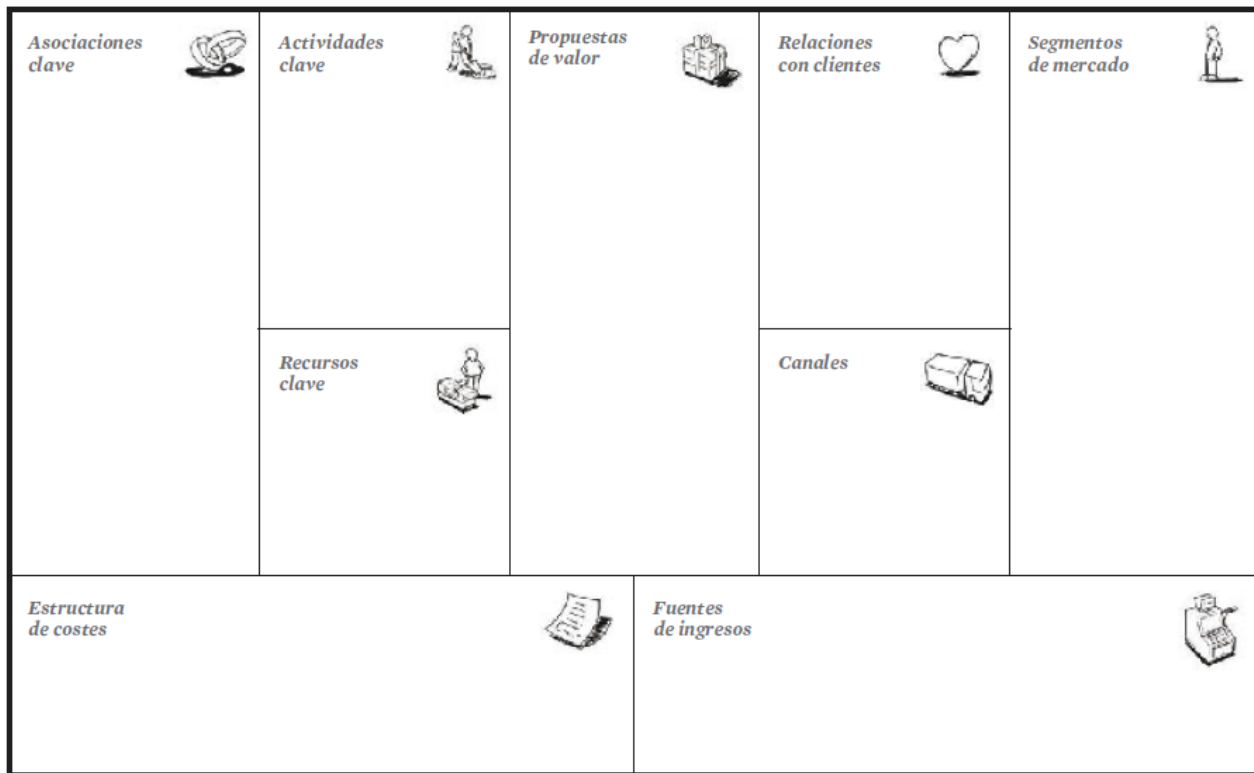 Asociaciones
clave
Actividades
clave
Propuestas
de valor
Relaciones
con clientes
Segmentos
de mercado
Recursos
clave
Canales
Estructura
de costes
Fuentes
de ingresos